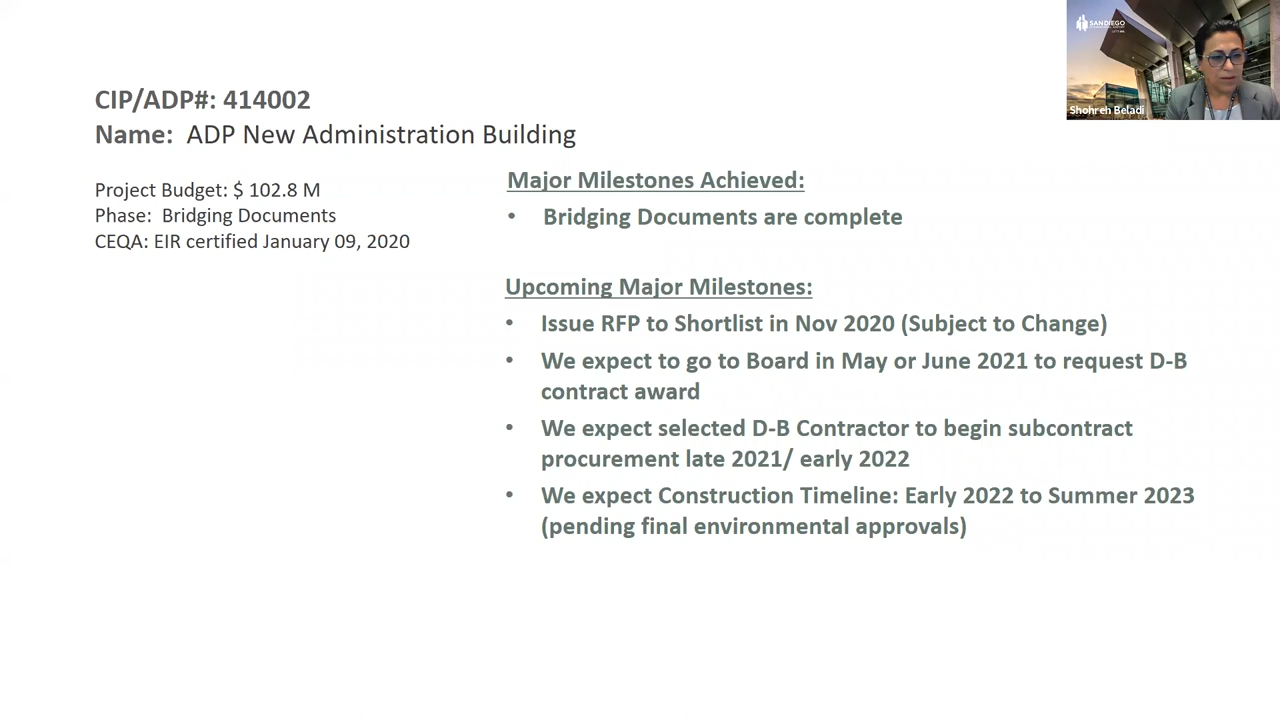 CIP/ADP#: 414002
Name: ADP New Administration Building
Project Budget: $ 102.8 M
Phase: Bridging Documents
CEQA: EIR certified January 09, 2020
Major Milestones Achieved:
• Bridging Documents are complete
Upcoming Major Milestones:
• Issue RFP to Shortlist in Nov 2020 (Subject to Change)
• We expect to go to Board in May or June 2021 to request D-B
contract award
• We expect selected D-B Contractor to begin subcontract
procurement late 2021/ early 2022
• We expect Construction Timeline: Early 2022 to Summer 2023
(pending final environmental approvals)
SAN DIEGO
Shohreh Beladi